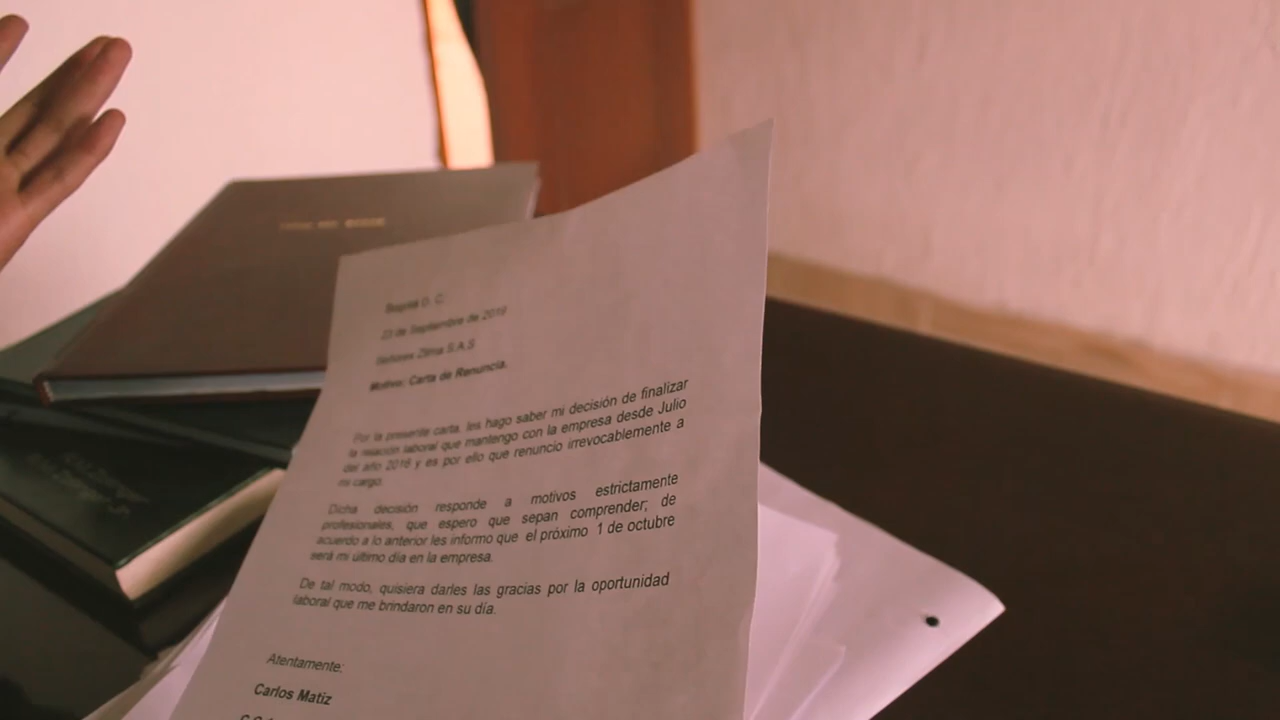 Bogotá D. C.
23 de Septiembre de 2019
Señores Zima S.A.S
Motivo: Carta de Renuncia.
Por la presente carta, les hago saber mi decisión de finalizar
la relación laboral que mantengo con la empresa desde Julio
del año 2016 y es por ello que renuncio irrevocablemente a
mi cargo.
Dicha decisión responde a motivos estrictamente
profesionales, que espero que sepan comprender; de
acuerdo a lo anterior les informo que el próximo 1 de octubre
será mi último día en la empresa.
De tal modo, quisiera darles las gracias por la oportunidad
laboral que me brindaron en su día.
Atentamente:
Carlos Matiz